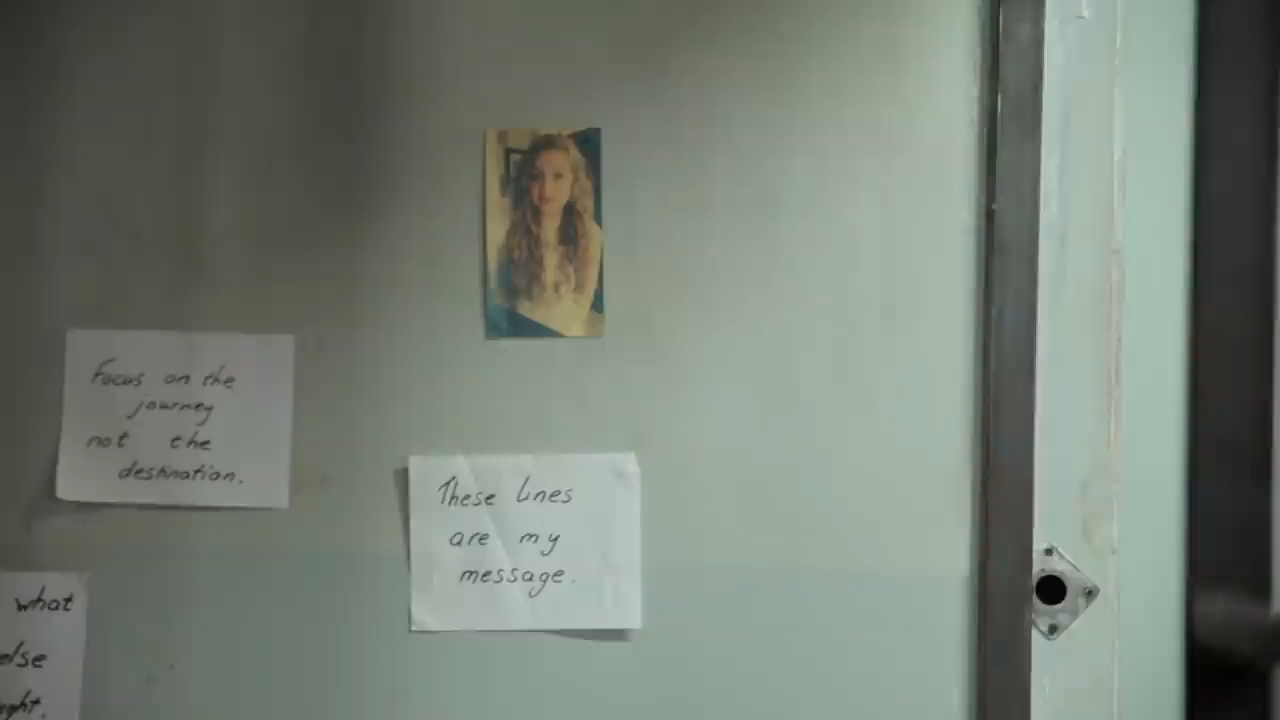 Focus on the
journey
not the
destination.
These lines
are my
message.
what
else